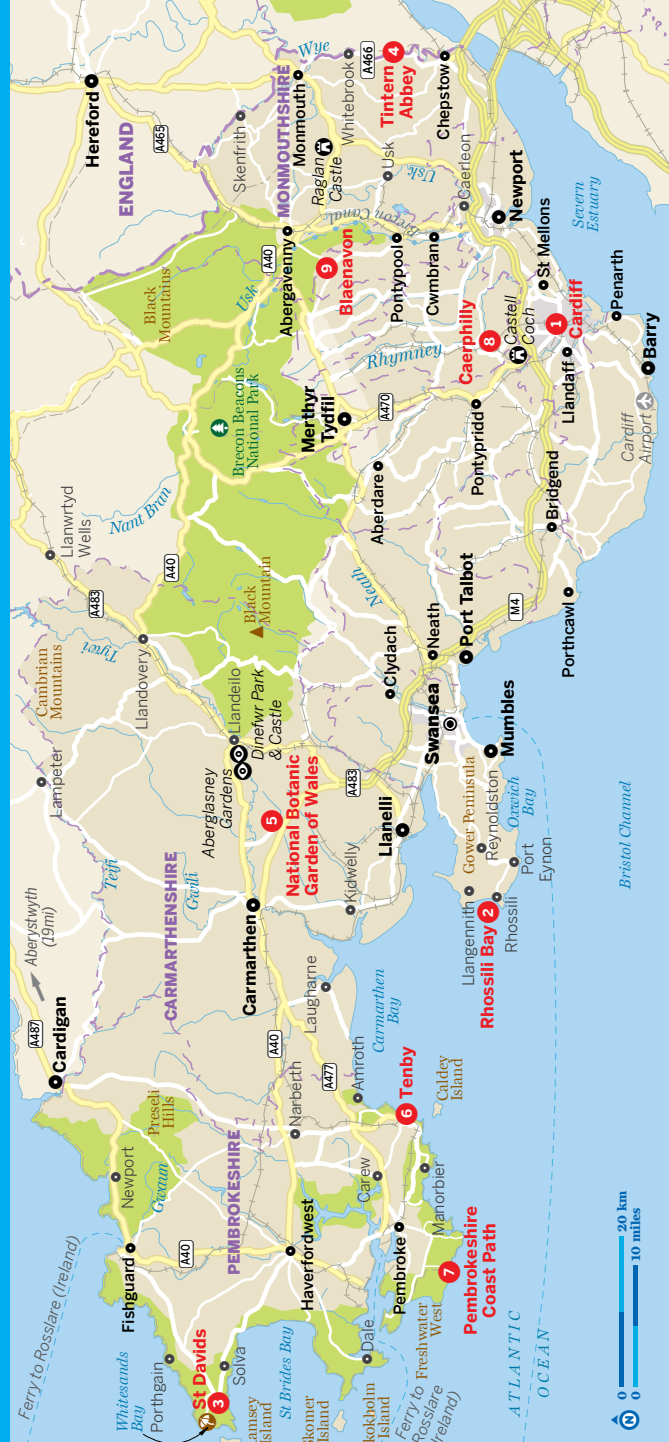 Ferry to Rosslare (Ireland)
Whitesands
Bay
Porthgain
St Davids
3
Solva
St Brides Bay
Fishguard
A40
Newport
Gwaun
Preseli
Hills
PEMBROKESHIRE
Haverfordwest
Narberth
Dale
Pembroke
Carew
Manorbier
Freshwater
West
7
Pembrokeshire
Coast Path
6 Tenby
Caldey
Island
Amroth
A477
A40
Laugharne
Carmarthen
Bay
Cardigan
A487
Aberystwyth
(19mi)
Teifi
CARMARTHENSHIRE
Gwili
Carmarthen
Kidwelly
Lampeter
Cambrian
Mountains
Tywi
Llandovery
A483
Llanwrtyd
Wells
Nant Bran
A40
Aberglasney
Gardens
Llandeilo
Dinefwr Park
& Castle
5
National Botanic
Garden of Wales
A483
Llanelli
Black
Mountain
Swansea
Clydach
Neath
Neath
Port Talbot
Mumbles
Gower Peninsula
Reynoldston
Oxwich
Bay
Port
Eynon
Llangennith
Rhossili Bay 2
Rhossili
Bristol Channel
M4
Porthcawl
Bridgend
Aberdare
Merthyr
Tydfil
Brecon Beacons
National Park
A470
Pontypridd
Rhymney
Caerphilly
8
Castell
Coch
1
Cardiff
Llandaff
Cardiff
Airport
Barry
Penarth
St Mellons
Severn
Estuary
Newport
Caerleon
Cwmbran
Pontypool
Brecon Canal
9
Blaenavon
Abergavenny
A40
Usk
Black
Mountains
ENGLAND
Hereford
A465
Skenfrith
MONMOUTHSHIRE
Monmouth
Wye
Raglan
Castle
Whitebrook
A466
4
Tintern
Abbey
Chepstow
Usk
Usk
Island
Island
Island
Ferry to
Rosslare
ATLANTIC
OCEAN
N
0 20 km
0 10 miles